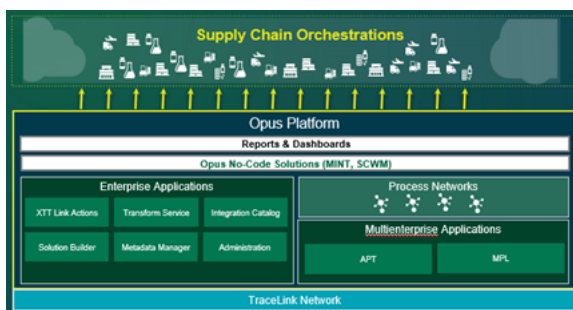 Supply Chain Orchestrations
Opus Platform
Reports & Dashboards
Opus No-Code Solutions (MINT, SCWM)
Enterprise Applications
XTT Link Actions
Transform Service
Integration Catalog
Solution Builder
Metadata Manager
Administration
Process Networks
Multienterprise Applications
APT
MPL
TraceLink Network